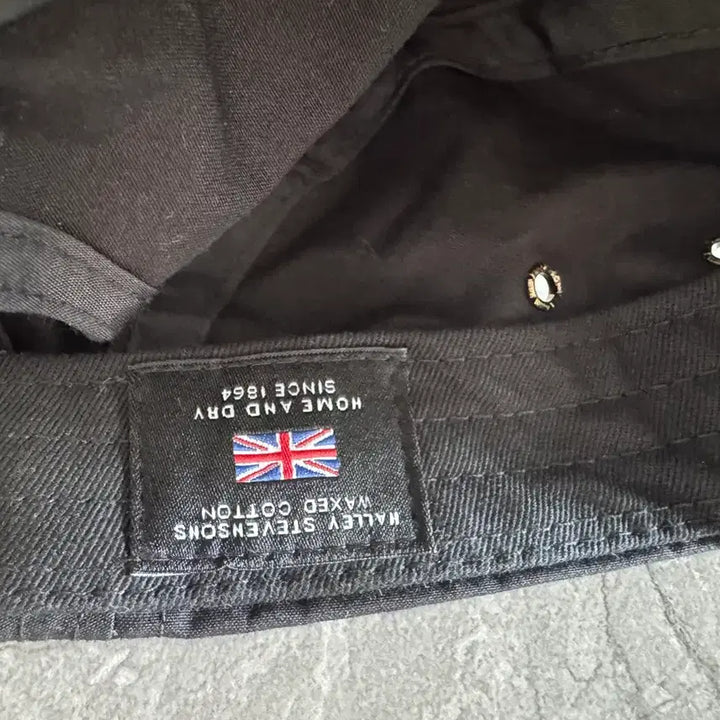 HALLEY STEVENSONS
WAXED COTTON
HOME AND DRY
SINCE 1864